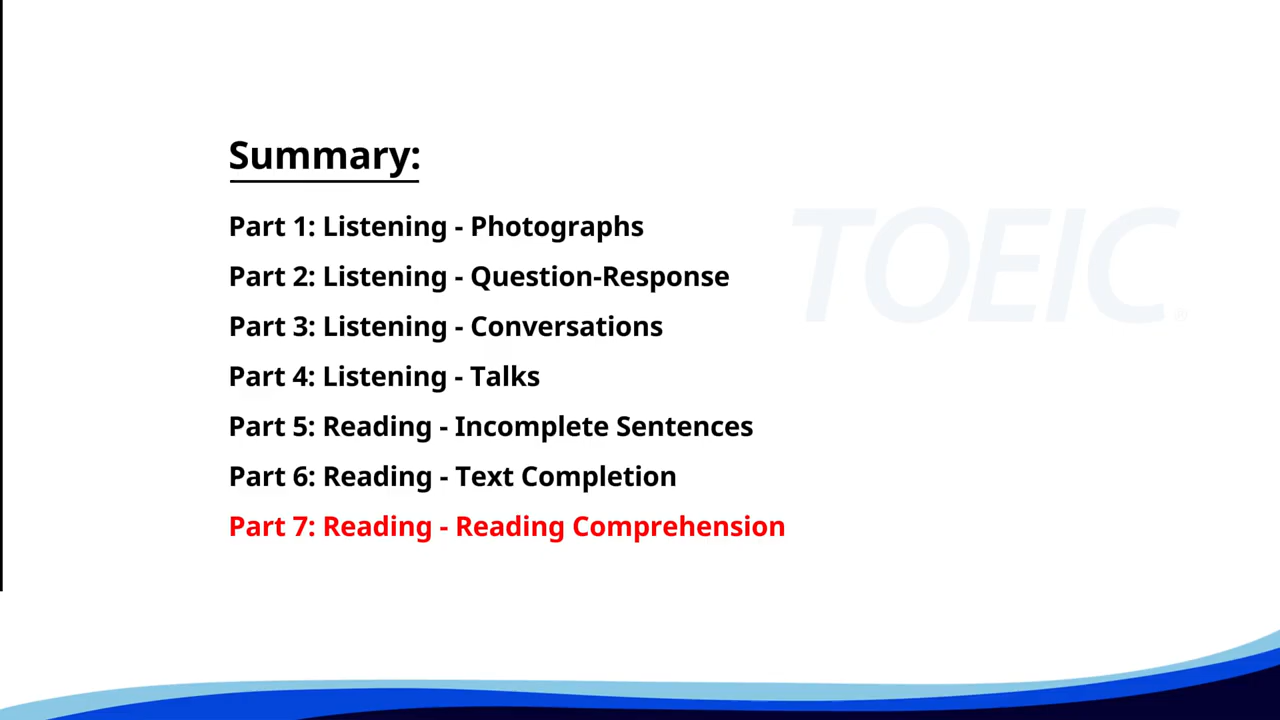 Summary:
Part 1: Listening - Photographs
Part 2: Listening - Question-Response
TOEIC®
Part 3: Listening - Conversations
Part 4: Listening - Talks
Part 5: Reading - Incomplete Sentences
Part 6: Reading - Text Completion
Part 7: Reading - Reading Comprehension